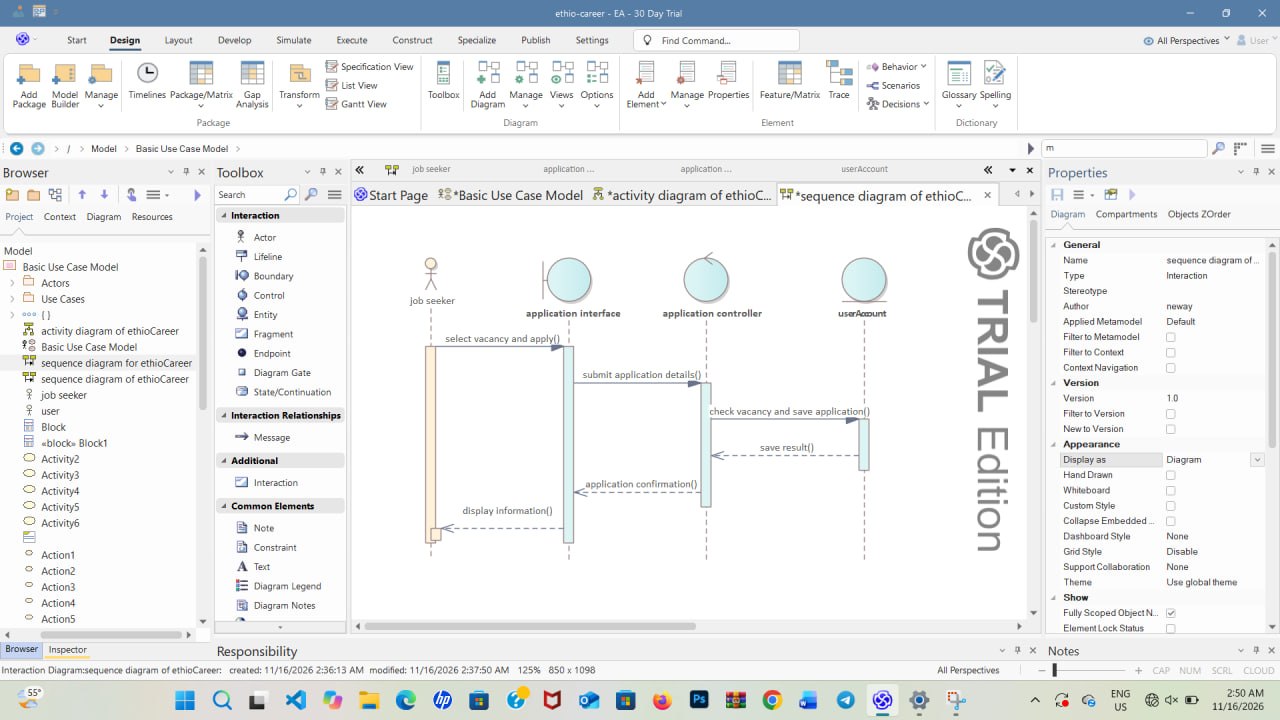 ethio-career - EA - 30 Day Trial
Start Design Layout Develop Simulate Execute Construct Specialize Publish Settings Find Command... All Perspectives User
Add Package Model Builder Manage Timelines Package/Matrix Gap Analysis Transform Specification View List View Gantt View Toolbox Add Diagram Manage Views Options Add Element Manage Properties Feature/Matrix Trace Behavior Scenarios Decisions Glossary Spelling
Package Diagram Element Dictionary
/ Model Basic Use Case Model m
Browser
Project Context Diagram Resources
Model
Basic Use Case Model
Actors
Use Cases
{ }
activity diagram of ethioCareer
Basic Use Case Model
sequence diagram for ethioCareer
sequence diagram of ethioCareer
job seeker
user
Block
«block» Block1
Activity2
Activity3
Activity4
Activity5
Activity6
Action1
Action2
Action3
Action4
Action5
Browser Inspector
Toolbox
Search
Interaction
Actor
Lifeline
Boundary
Control
Entity
Fragment
Endpoint
Diagram Gate
State/Continuation
Interaction Relationships
Message
Additional
Interaction
Common Elements
Note
Constraint
Text
Diagram Legend
Diagram Notes
job seeker application ... application ... userAccount
Start Page *Basic Use Case Model *activity diagram of ethioC... *sequence diagram of ethioC...
job seeker
application interface application controller userAccount
select vacancy and apply()
submit application details()
check vacancy and save application()
save result()
application confirmation()
display information()
TRIAL Edition
Properties
Diagram Compartments Objects ZOrder
General
Name sequence diagram of ...
Type Interaction
Stereotype
Author neway
Applied Metamodel Default
Filter to Metamodel
Filter to Context
Context Navigation
Version
Version 1.0
Filter to Version
New to Version
Appearance
Display as Diagram
Hand Drawn
Whiteboard
Custom Style
Collapse Embedded ...
Dashboard Style None
Grid Style Disable
Support Collaboration None
Theme Use global theme
Show
Fully Scoped Object N...
Element Lock Status
Responsibility
Notes
Interaction Diagram:sequence diagram of ethioCareer: created: 11/16/2026 2:36:13 AM modified: 11/16/2026 2:37:50 AM 125% 850 x 1098 All Perspectives CAP NUM SCRL CLOUD
55° hp Ps ENG US 2:50 AM 11/16/2026